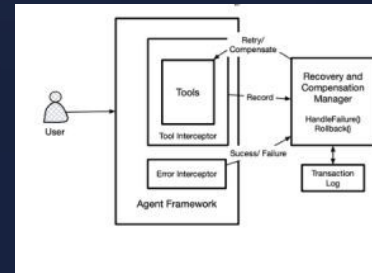 Retry/
Compensate
Recovery and
Compensation
Manager
HandleFailure()
Rollback()
Tools
Record
User
Tool Interceptor
Sucess/ Failure
Error Interceptor
Transaction
Log
Agent Framework